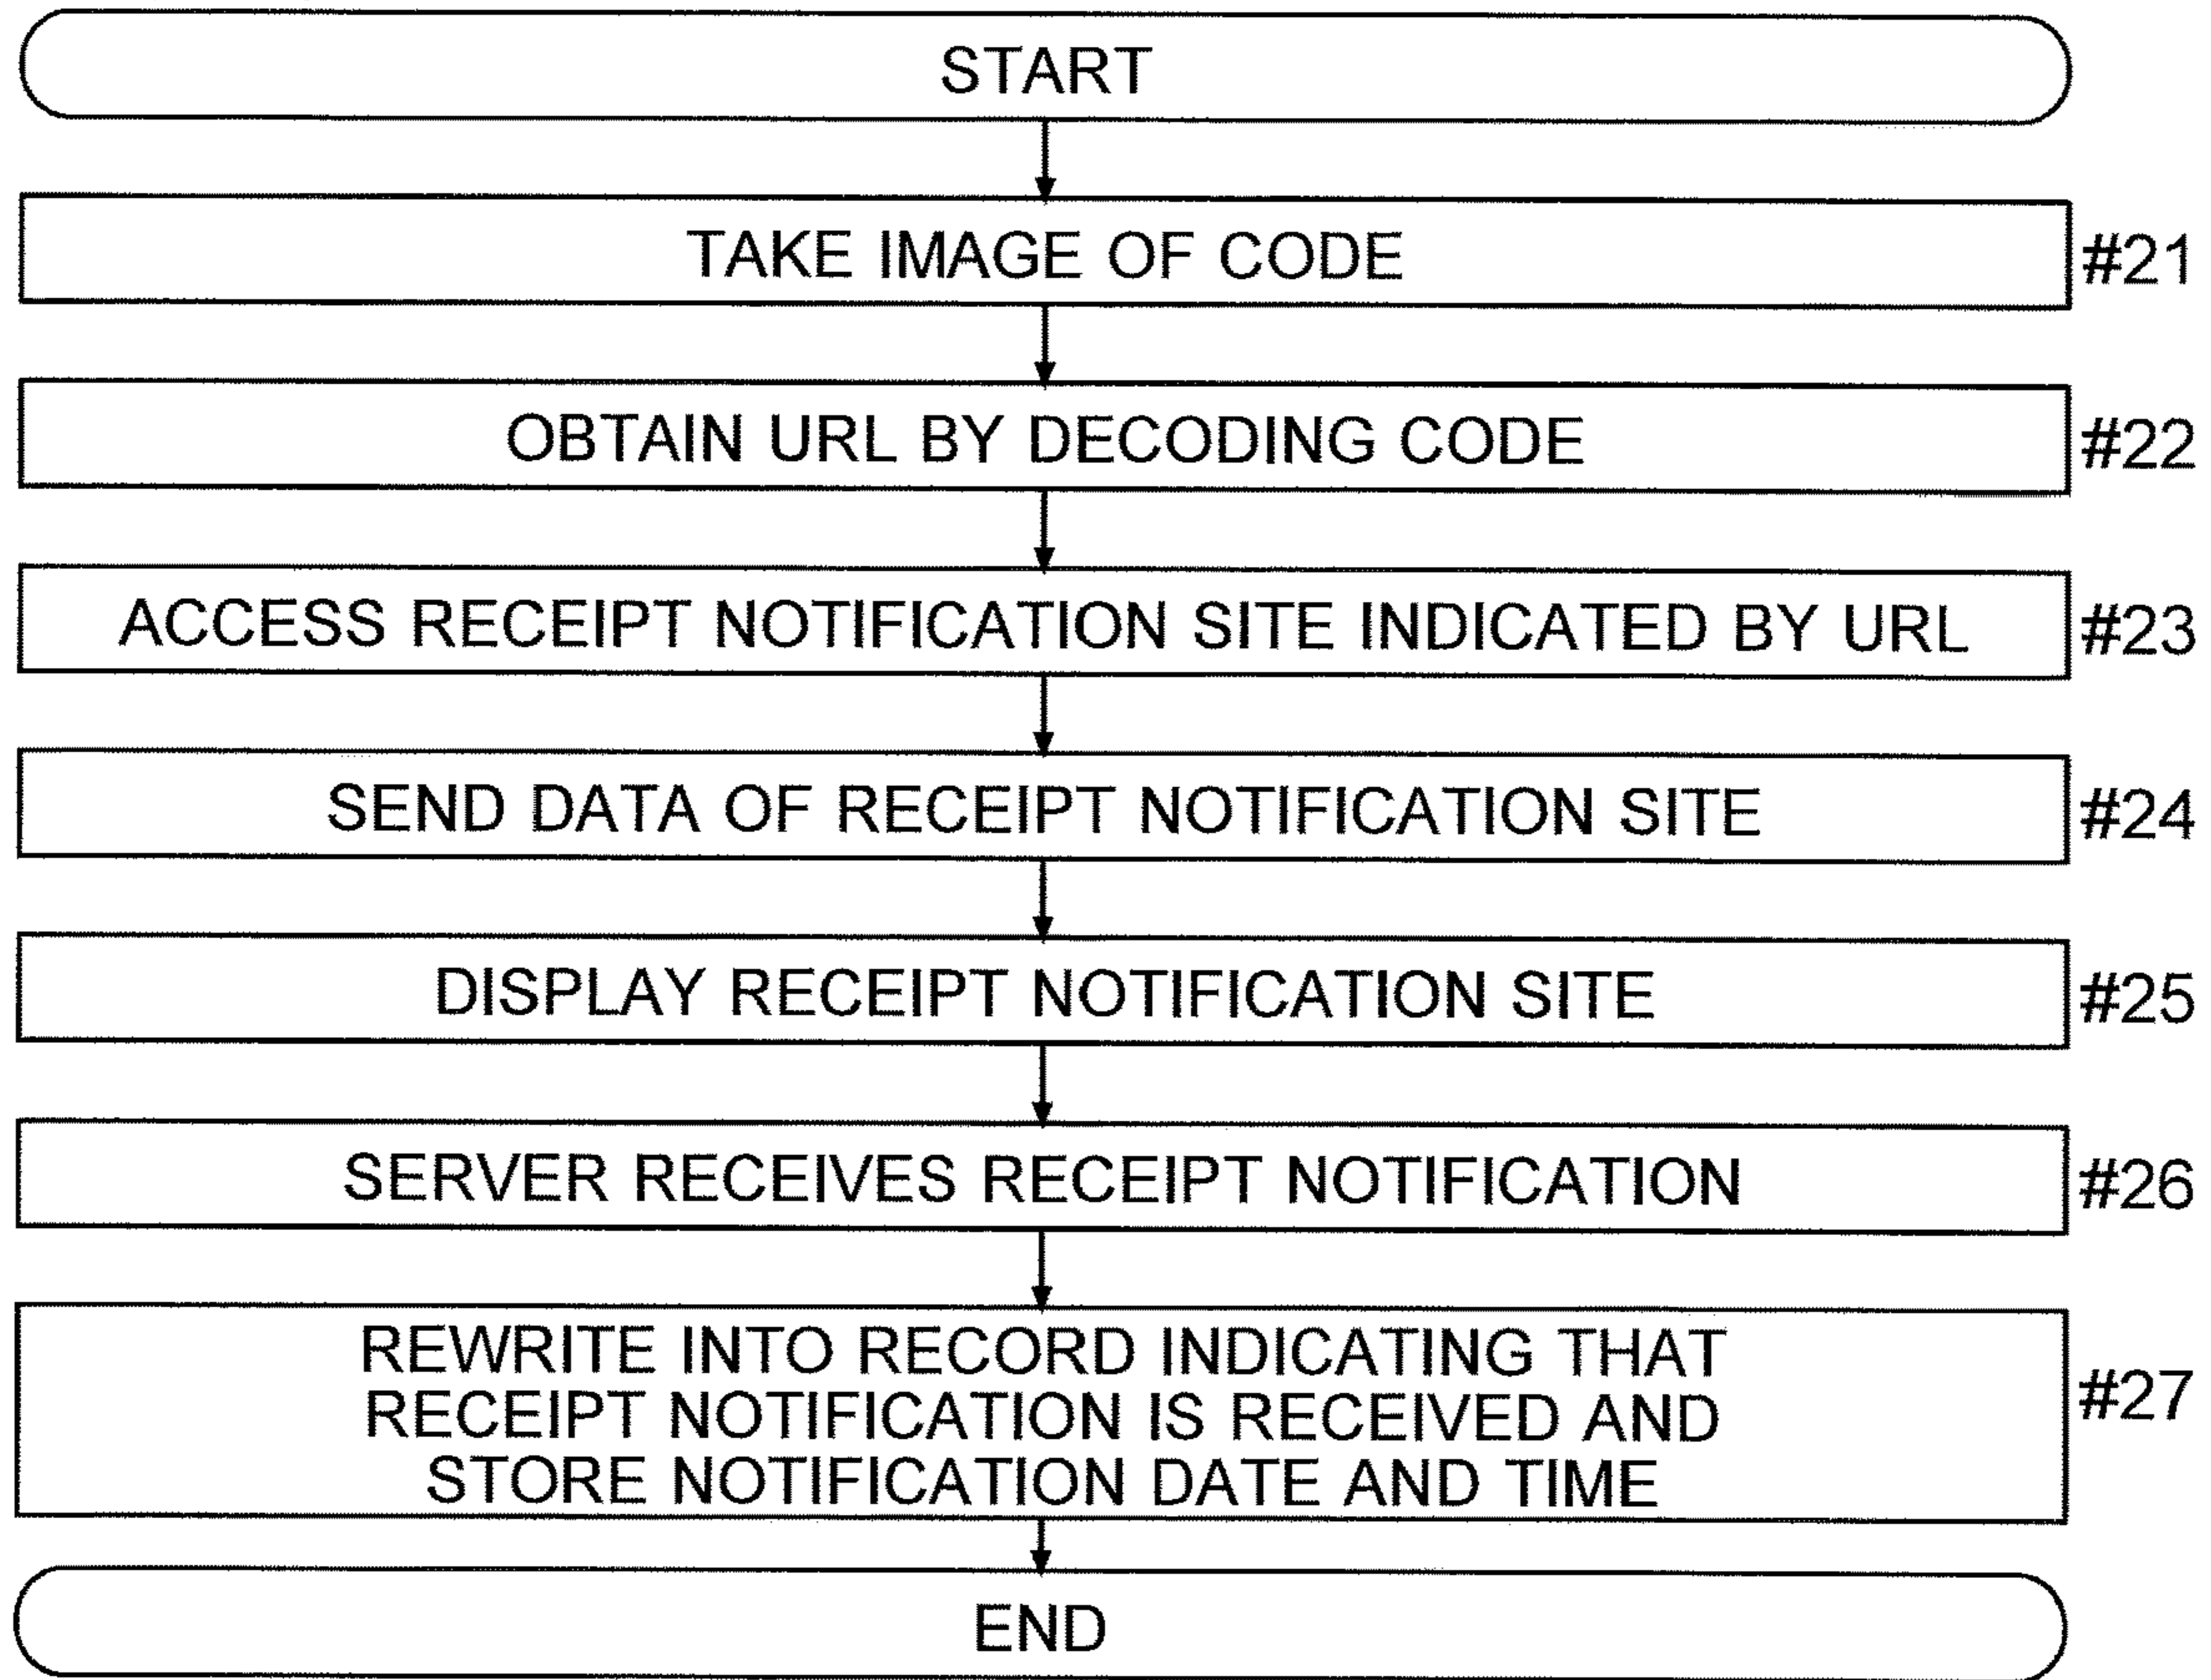 START
TAKE IMAGE OF CODE #21
OBTAIN URL BY DECODING CODE #22
ACCESS RECEIPT NOTIFICATION SITE INDICATED BY URL #23
SEND DATA OF RECEIPT NOTIFICATION SITE #24
DISPLAY RECEIPT NOTIFICATION SITE #25
SERVER RECEIVES RECEIPT NOTIFICATION #26
REWRITE INTO RECORD INDICATING THAT
RECEIPT NOTIFICATION IS RECEIVED AND #27
STORE NOTIFICATION DATE AND TIME
END